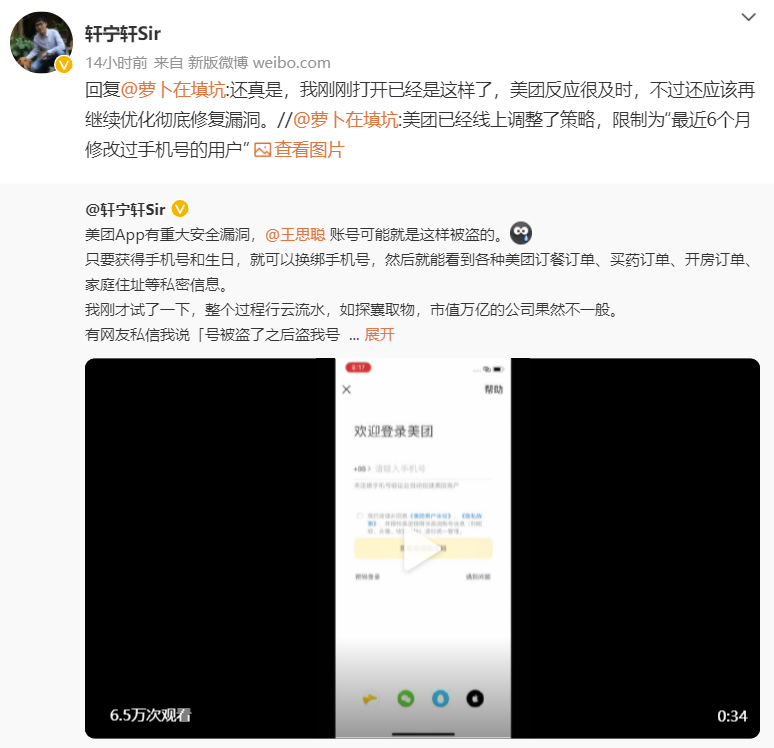 轩宁轩Sir
14小时前 来自 新版微博 weibo.com
回复@萝卜在填坑:还真是，我刚刚打开已经是这样了，美团反应很及时，不过还应该再
继续优化彻底修复漏洞。//@萝卜在填坑:美团已经线上调整了策略，限制为“最近6个月
修改过手机号的用户” 查看图片
@轩宁轩Sir
美团App有重大安全漏洞，@王思聪 账号可能就是这样被盗的。
只要获得手机号和生日，就可以换绑手机号，然后就能看到各种美团订餐订单、买药订单、开房订单、
家庭住址等私密信息。
我刚才试了一下，整个过程行云流水，如探囊取物，市值万亿的公司果然不一般。
有网友私信我说「号被盗了之后盗我号 ... 展开
8:17
帮助
欢迎登录美团
+86 请输入手机号
未注册手机号验证后自动创建美团账户
密码登录 遇到问题
6.5万次观看
0:34